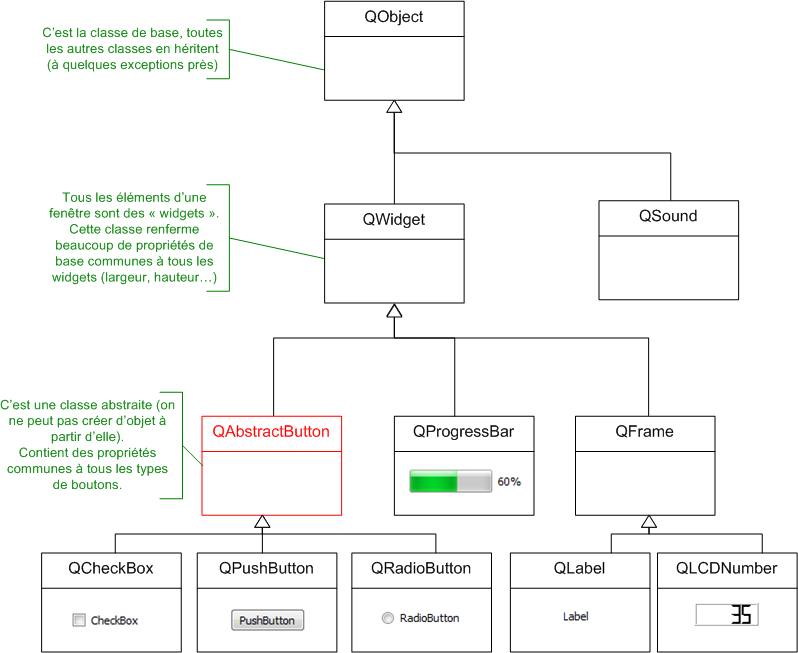 QObject
C'est la classe de base, toutes
les autres classes en héritent
(à quelques exceptions près)
Tous les éléments d'une
fenêtre sont des « widgets ».
Cette classe renferme
beaucoup de propriétés de
base communes à tous les
widgets (largeur, hauteur…)
QWidget
QSound
C'est une classe abstraite (on
ne peut pas créer d'objet à
partir d'elle).
Contient des propriétés
communes à tous les types
de boutons.
QAbstractButton
QProgressBar
60%
QFrame
QCheckBox
CheckBox
QPushButton
PushButton
QRadioButton
RadioButton
QLabel
Label
QLCDNumber
35